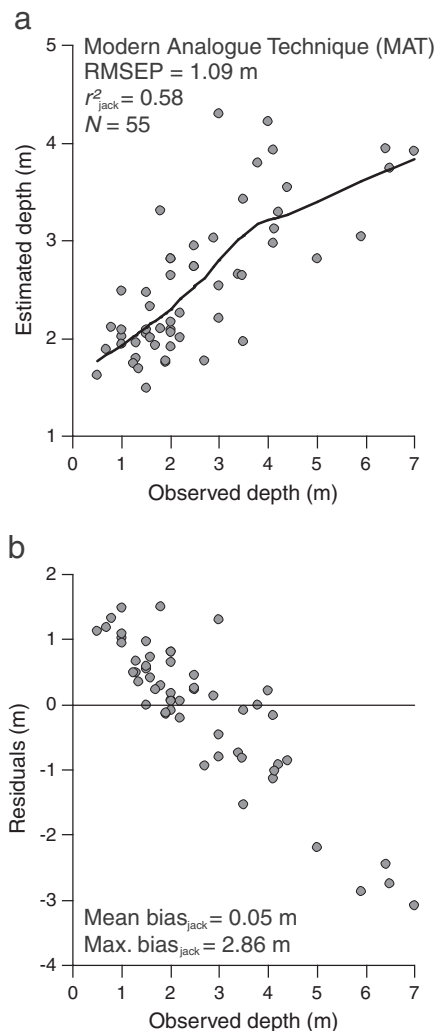 a
Modern Analogue Technique (MAT)
RMSEP = 1.09 m
r²jack = 0.58
N = 55
5
4
3
2
1
Estimated depth (m)
0 1 2 3 4 5 6 7
Observed depth (m)
b
2
1
0
-1
-2
-3
-4
Residuals (m)
Mean biasjack = 0.05 m
Max. biasjack = 2.86 m
0 1 2 3 4 5 6 7
Observed depth (m)